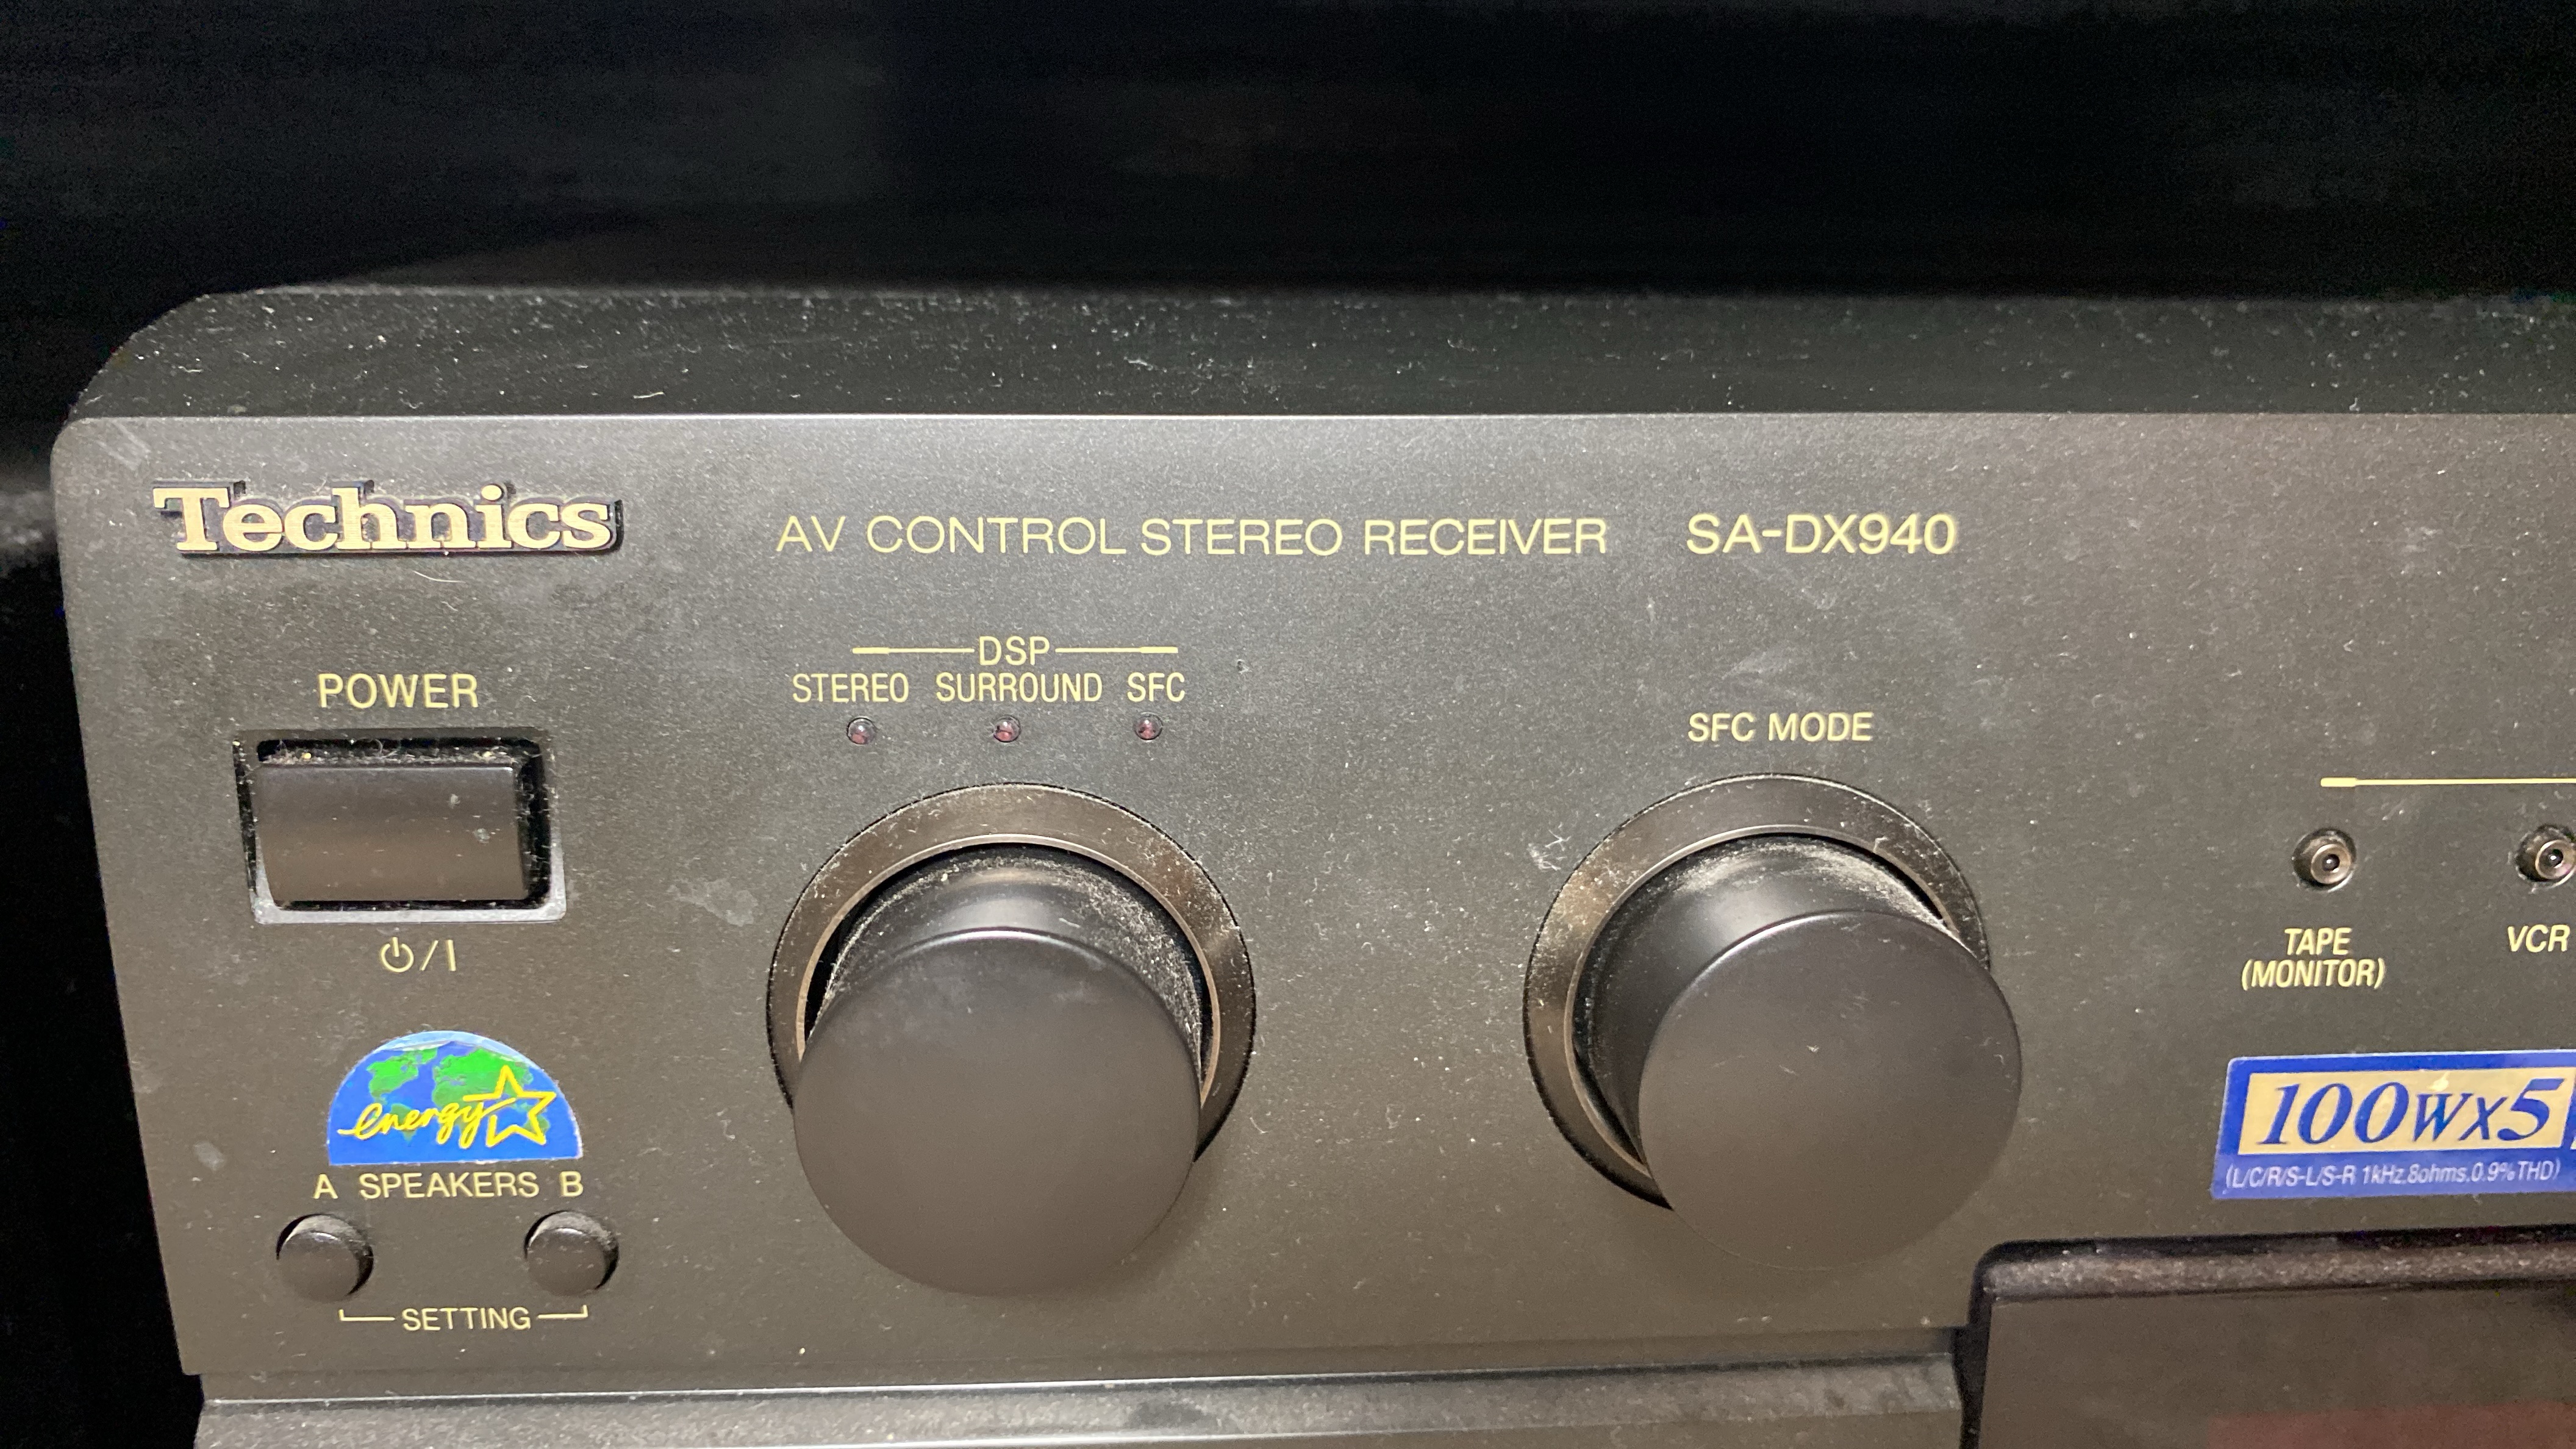 Technics
AV CONTROL STEREO RECEIVER SA-DX940
DSP
STEREO SURROUND SFC
POWER
SFC MODE
⏻/I
TAPE
(MONITOR)
VCR
energy
A SPEAKERS B
SETTING
100WX5
(L/C/R/S-L/S-R 1kHz.8ohms.0.9%THD)